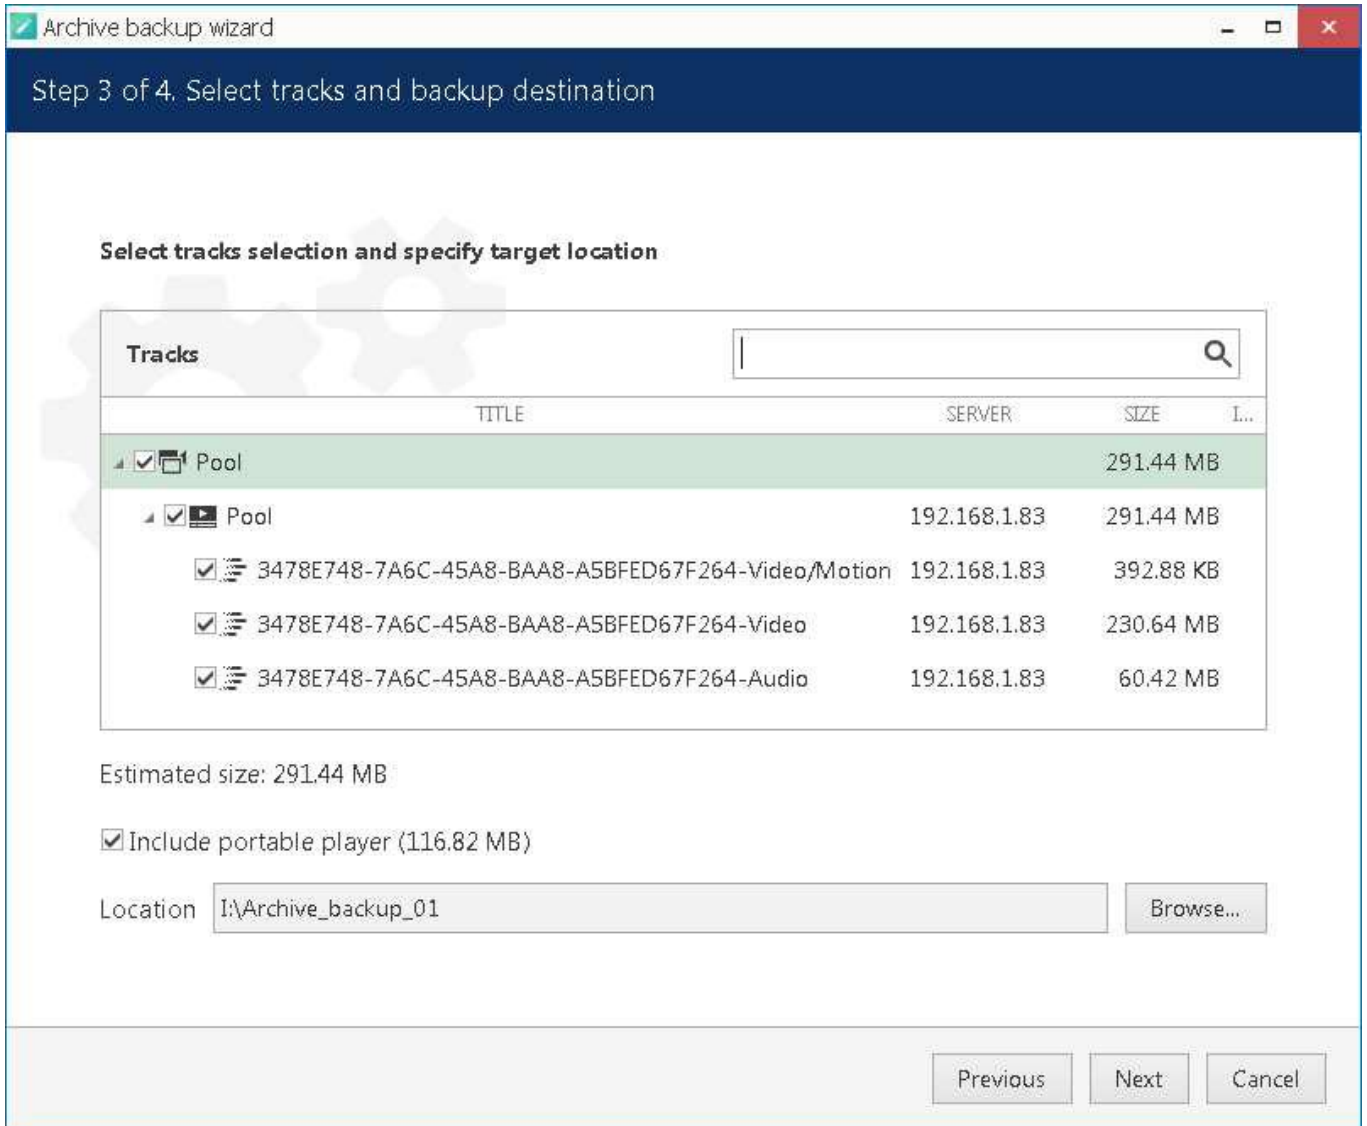 Archive backup wizard
Step 3 of 4. Select tracks and backup destination
Select tracks selection and specify target location
Tracks
TITLE SERVER SIZE I...
Pool 291.44 MB
Pool 192.168.1.83 291.44 MB
3478E748-7A6C-45A8-BAA8-A5BFED67F264-Video/Motion 192.168.1.83 392.88 KB
3478E748-7A6C-45A8-BAA8-A5BFED67F264-Video 192.168.1.83 230.64 MB
3478E748-7A6C-45A8-BAA8-A5BFED67F264-Audio 192.168.1.83 60.42 MB
Estimated size: 291.44 MB
Include portable player (116.82 MB)
Location I:\Archive_backup_01 Browse...
Previous Next Cancel